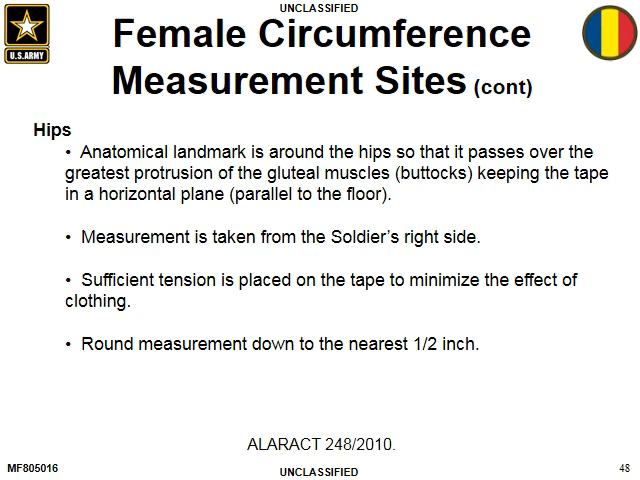 UNCLASSIFIED
Female Circumference
Measurement Sites (cont)
U.S.ARMY
Hips
• Anatomical landmark is around the hips so that it passes over the
greatest protrusion of the gluteal muscles (buttocks) keeping the tape
in a horizontal plane (parallel to the floor).
• Measurement is taken from the Soldier’s right side.
• Sufficient tension is placed on the tape to minimize the effect of
clothing.
• Round measurement down to the nearest 1/2 inch.
ALARACT 248/2010.
MF805016
UNCLASSIFIED
48